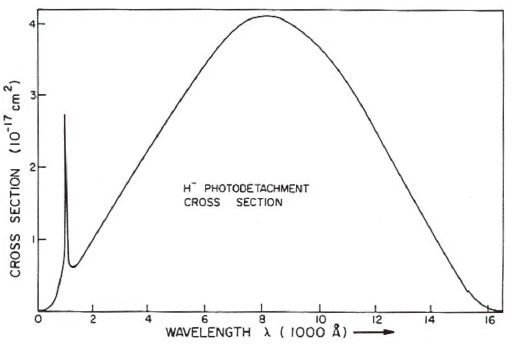 4
3
2
1
CROSS SECTION (10⁻¹⁷ cm²)
H⁻ PHOTODETACHMENT
CROSS SECTION
0 2 4 6 8 10 12 14 16
WAVELENGTH λ (1000 Å)